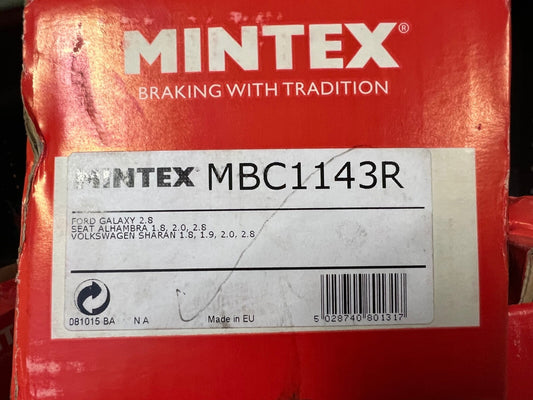 MINTEX®
BRAKING WITH TRADITION
MINTEX® MBC1143R
FORD GALAXY 2.8
SEAT ALHAMBRA 1.8, 2.0, 2.8
VOLKSWAGEN SHARAN 1.8, 1.9, 2.0, 2.8
081015 BA N A Made in EU 5 028740 801317